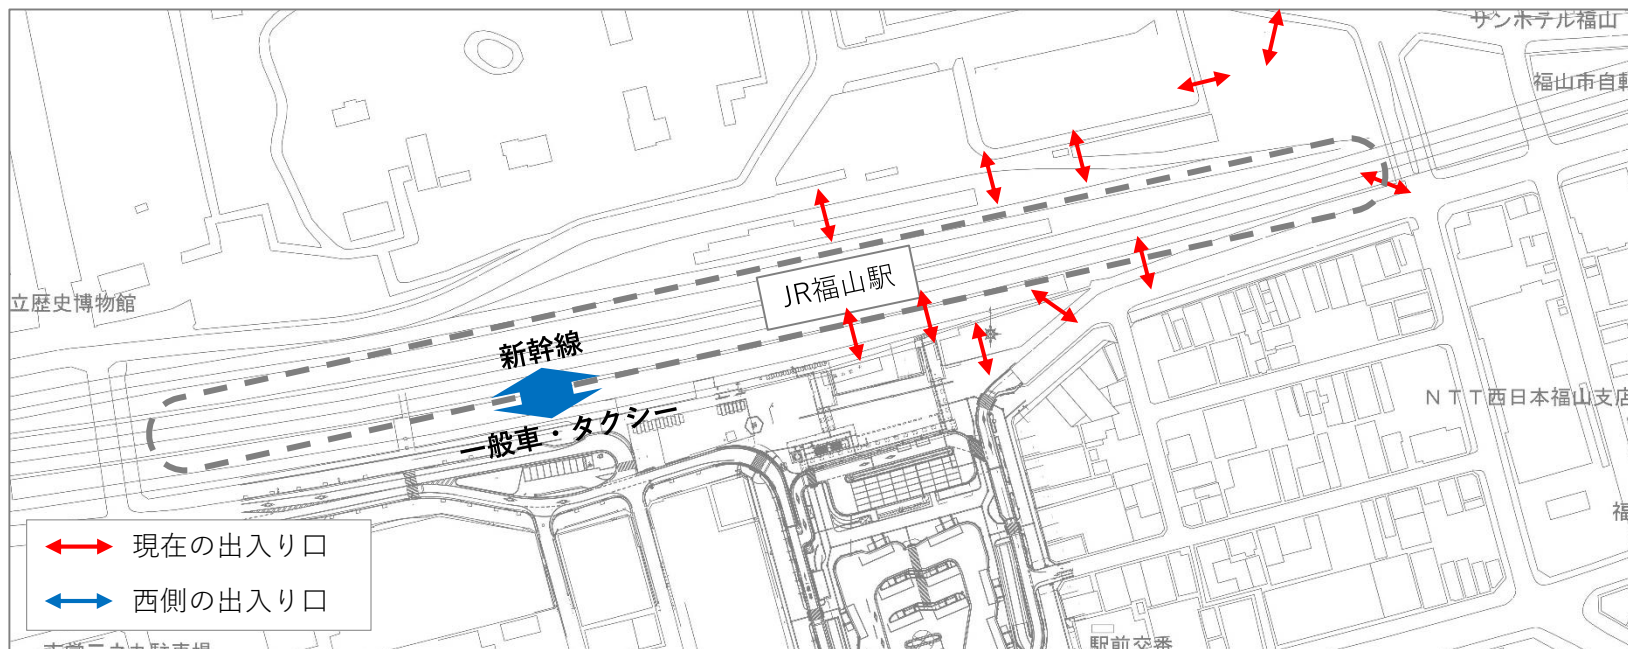 サンホテル福山
福山市自転
JR福山駅
立歴史博物館
新幹線
一般車・タクシー
NTT西日本福山支店
福
現在の出入り口
西側の出入り口
駅前交番